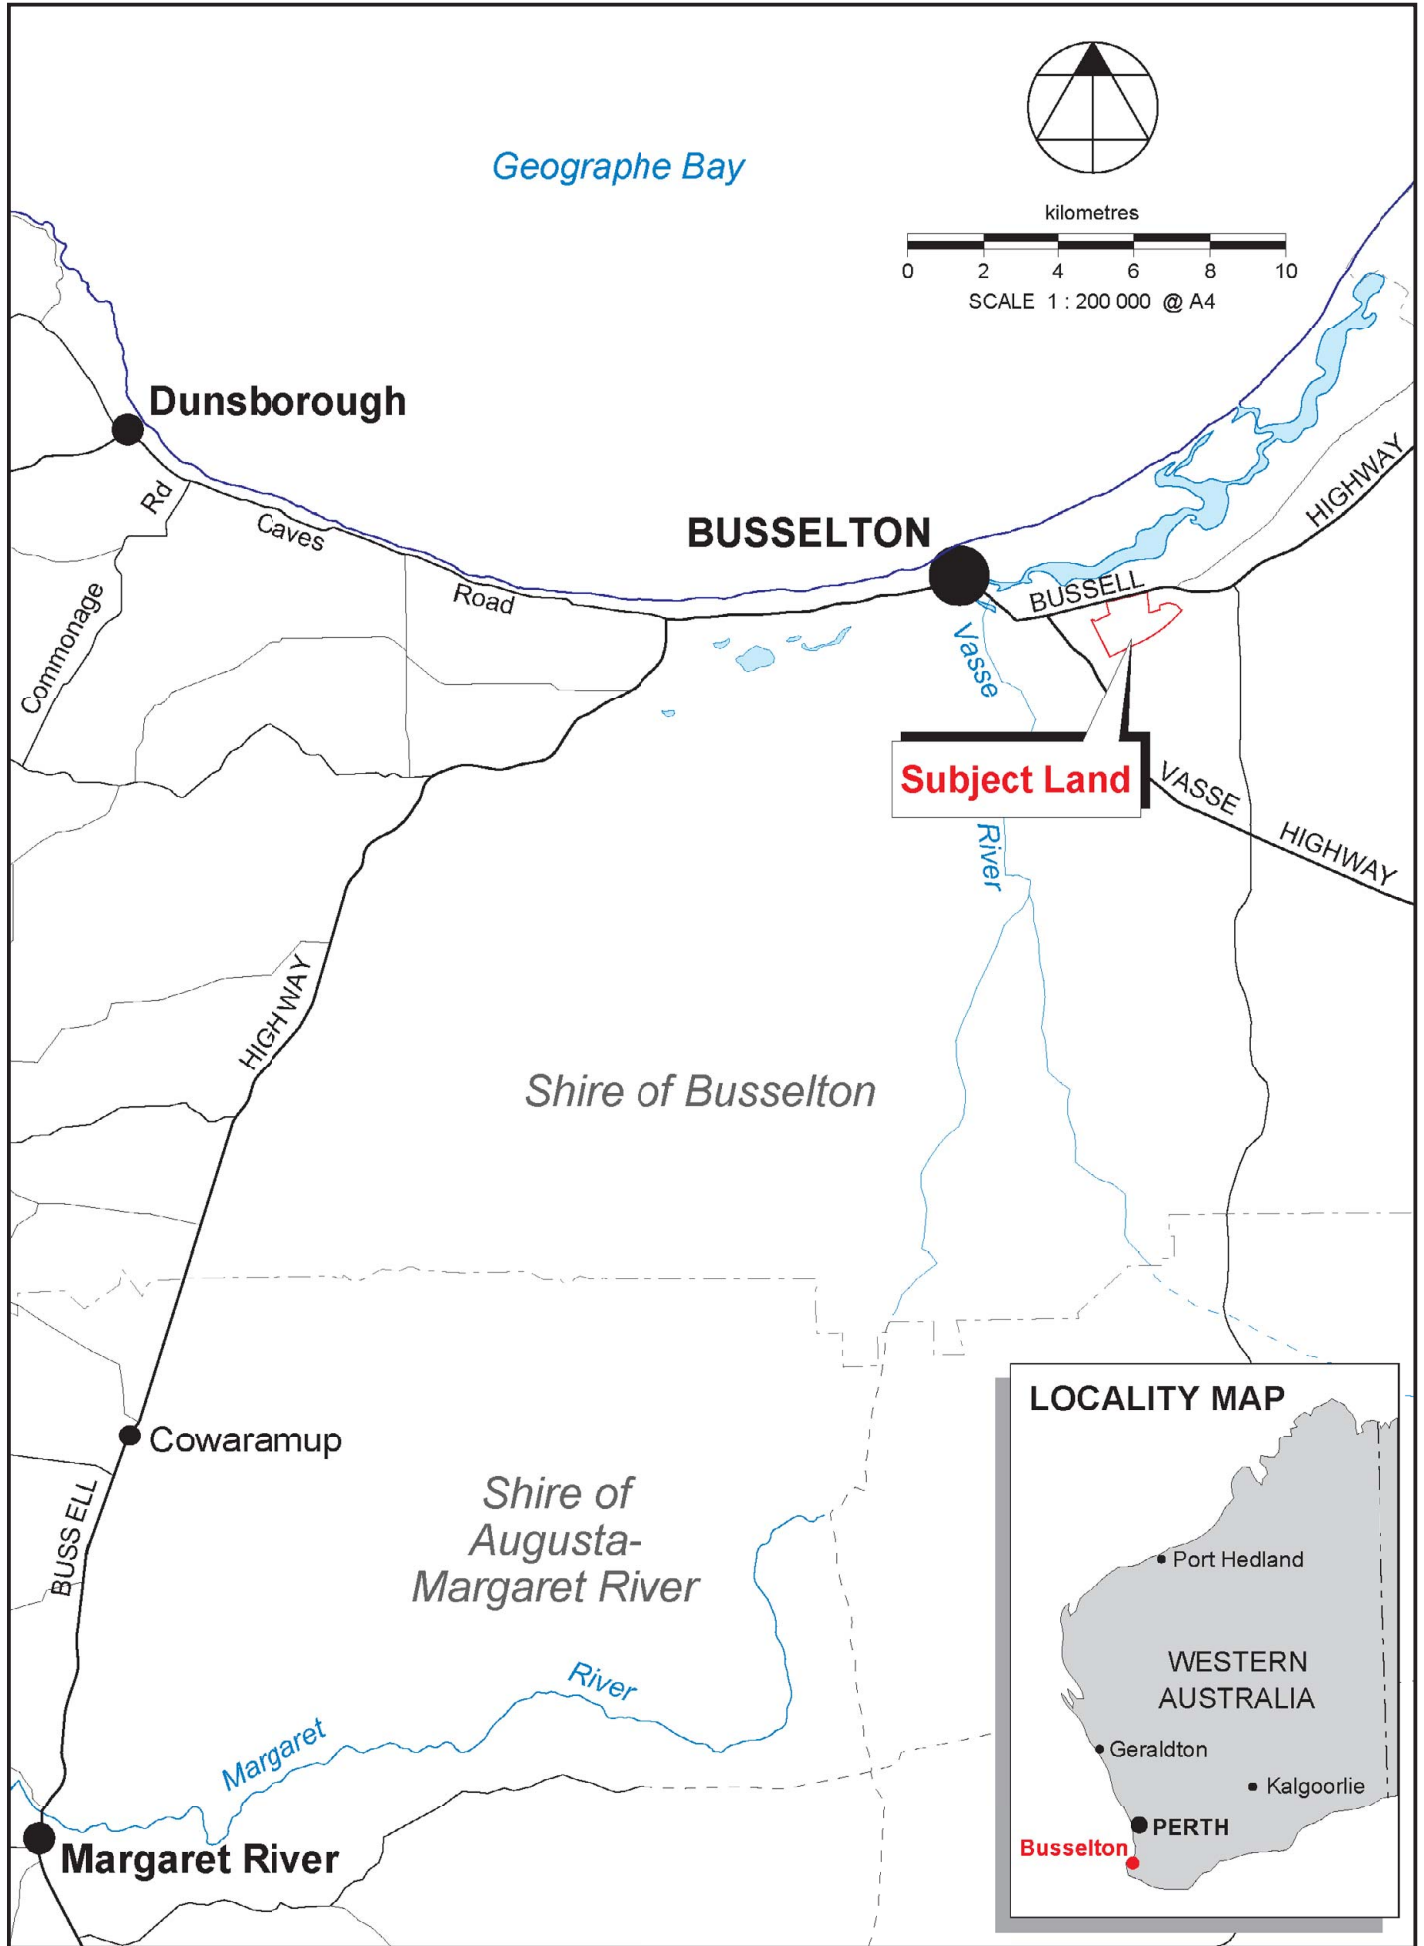 Geographe Bay
kilometres
0 2 4 6 8 10
SCALE 1 : 200 000 @ A4
Dunsborough
Rd
Caves
Road
Commonage
BUSSELTON
BUSSELL
HIGHWAY
Vasse
River
Subject Land
VASSE
HIGHWAY
HIGHWAY
Shire of Busselton
Cowaramup
BUSSELL
Shire of
Augusta-
Margaret River
River
Margaret
Margaret River
LOCALITY MAP
Port Hedland
WESTERN
AUSTRALIA
Geraldton
Kalgoorlie
PERTH
Busselton